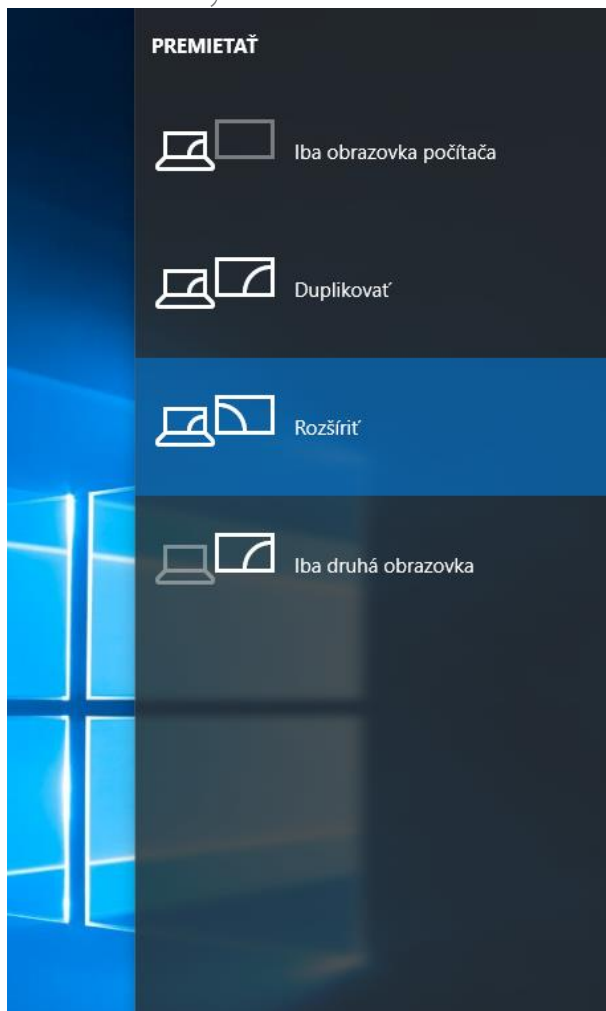 PREMIETAŤ
Iba obrazovka počítača
Duplikovať
Rozšíriť
Iba druhá obrazovka